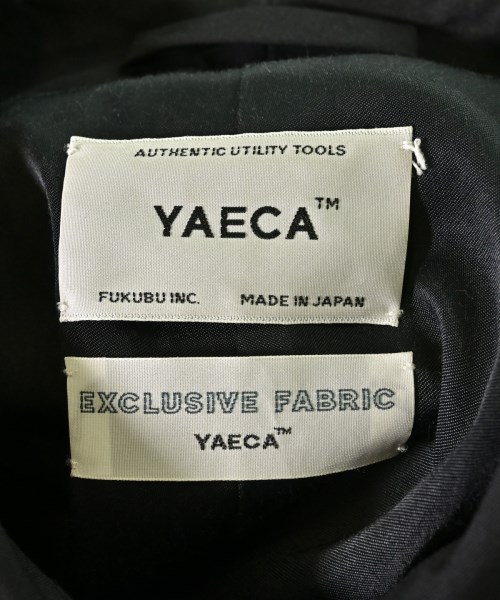 AUTHENTIC UTILITY TOOLS
YAECA™
FUKUBU INC. MADE IN JAPAN
EXCLUSIVE FABRIC
YAECA™